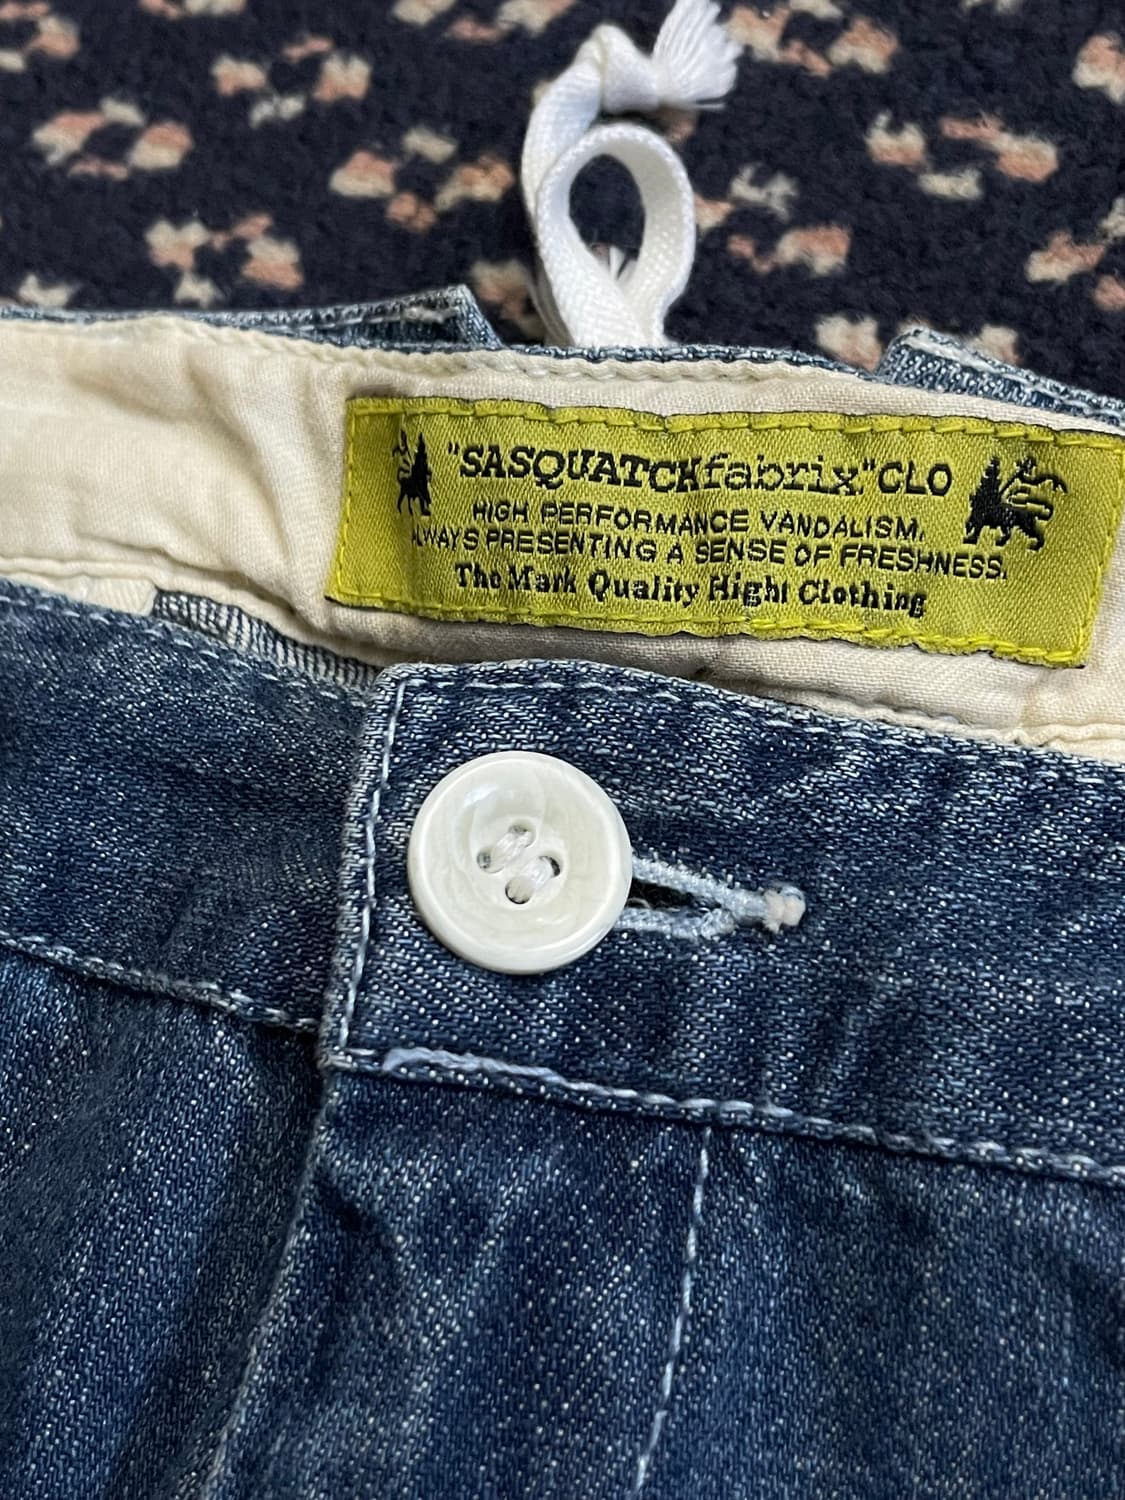 "SASQUATCHfabrix."CLO
HIGH PERFORMANCE VANDALISM.
ALWAYS PRESENTING A SENSE OF FRESHNESS.
The Mark Quality Hight Clothing